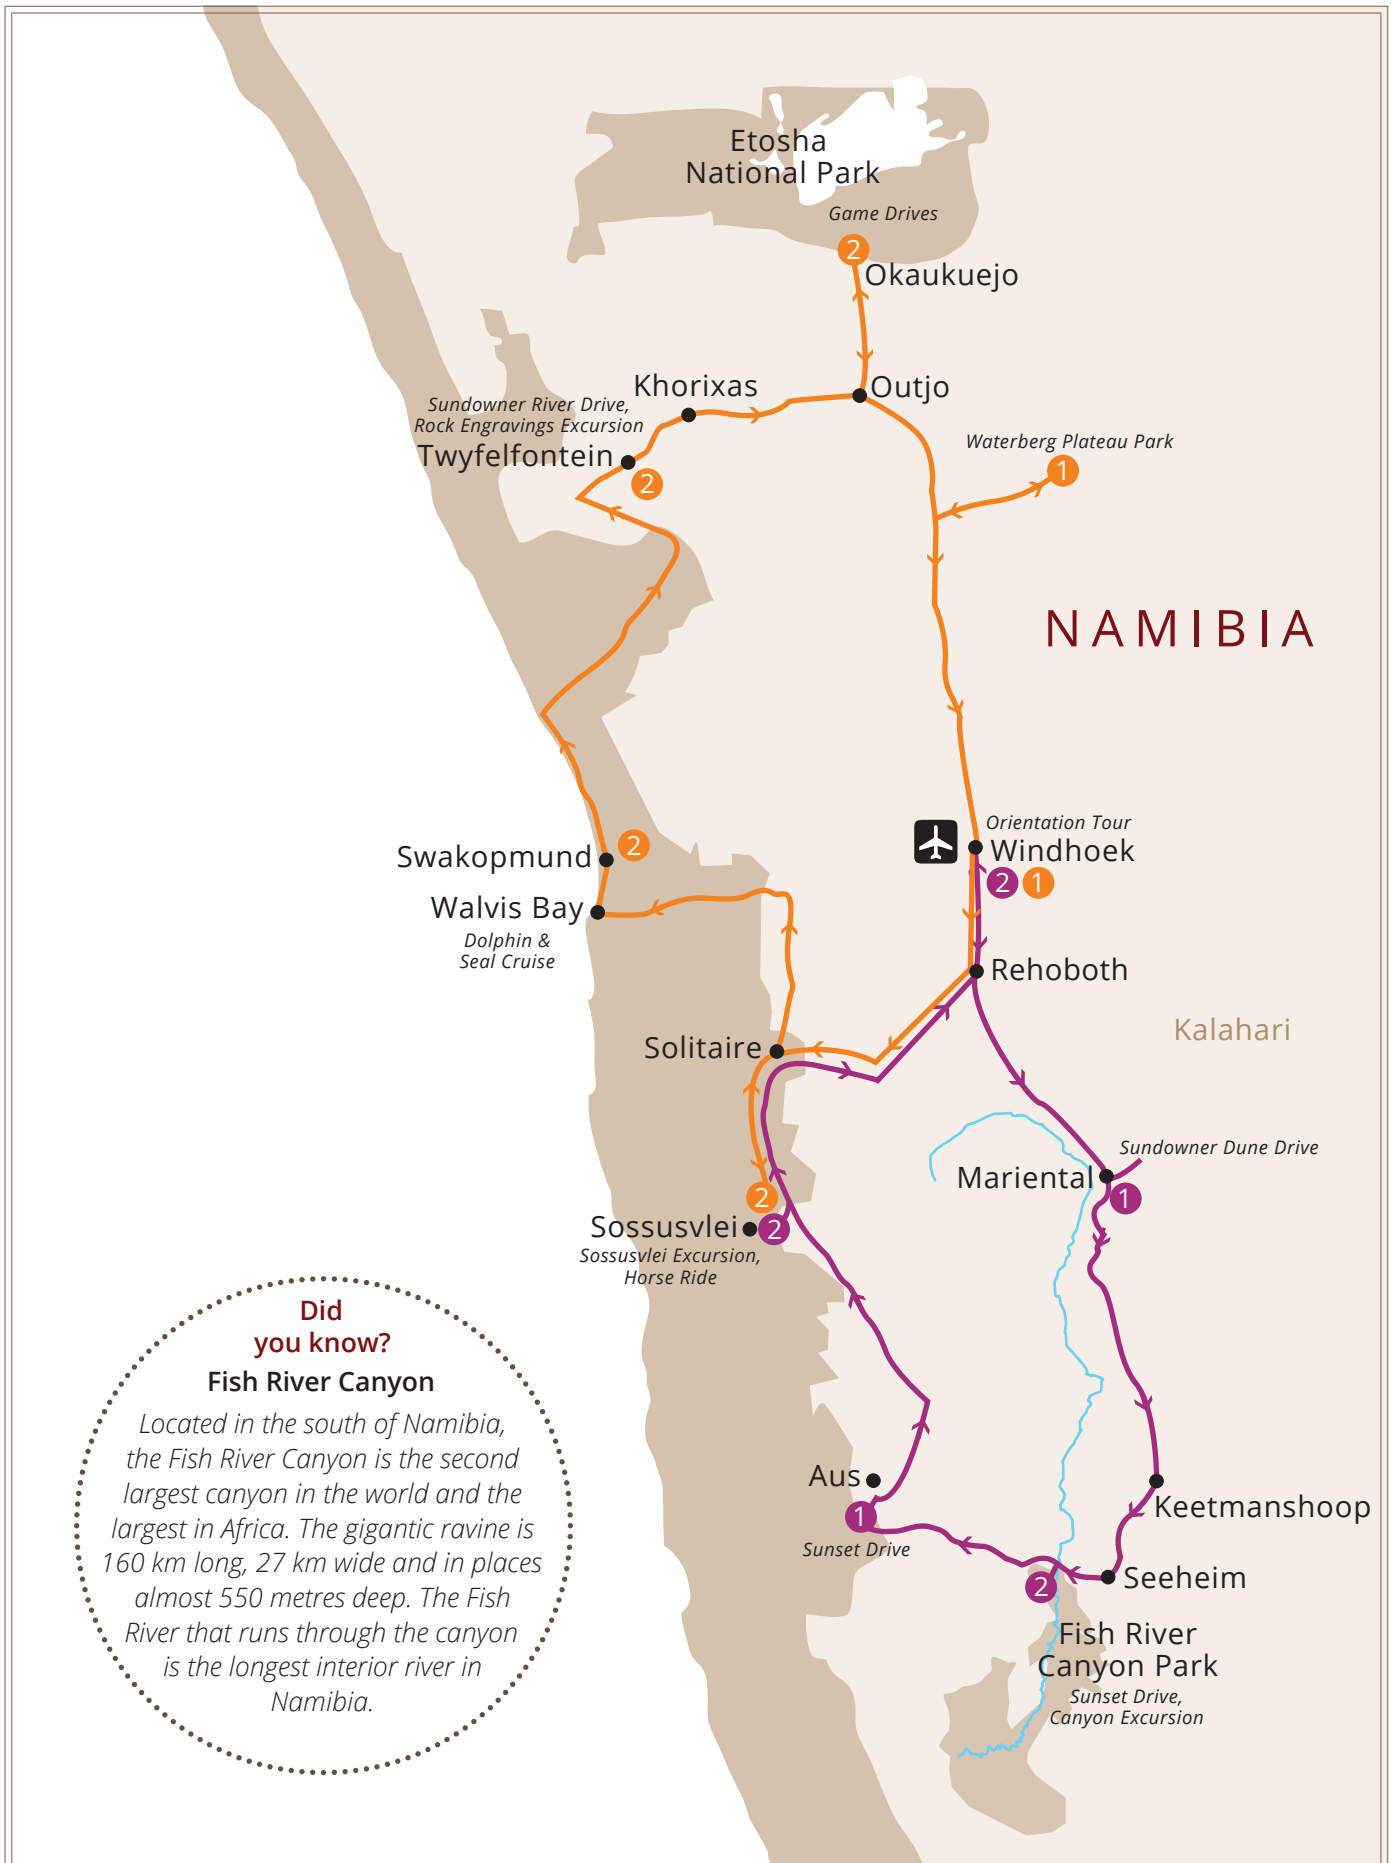 Etosha
National Park
Game Drives
2
Okaukuejo
Khorixas
Outjo
Sundowner River Drive,
Rock Engravings Excursion
Twyfelfontein
2
Waterberg Plateau Park
1
NAMIBIA
Orientation Tour
Windhoek
2 1
Swakopmund
2
Walvis Bay
Dolphin &
Seal Cruise
Rehoboth
Kalahari
Solitaire
Sundowner Dune Drive
Mariental
1
2
Sossusvlei
2
Sossusvlei Excursion,
Horse Ride
Did
you know?
Fish River Canyon
Located in the south of Namibia,
the Fish River Canyon is the second
largest canyon in the world and the
largest in Africa. The gigantic ravine is
160 km long, 27 km wide and in places
almost 550 metres deep. The Fish
River that runs through the canyon
is the longest interior river in
Namibia.
Aus
1
Sunset Drive
Keetmanshoop
Seeheim
2
Fish River
Canyon Park
Sunset Drive,
Canyon Excursion